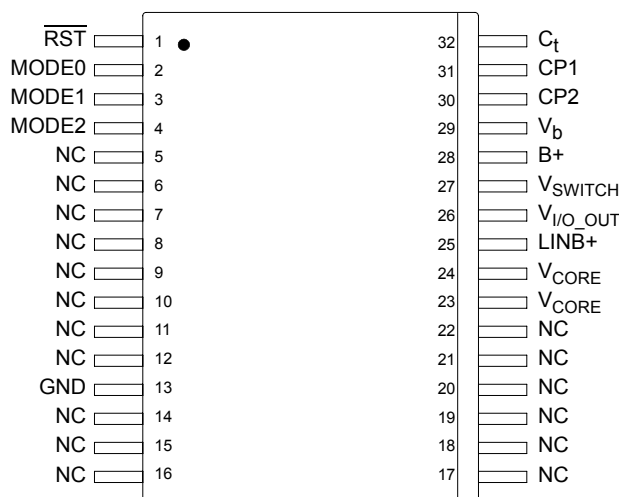 RST 1 32 Ct
MODE0 2 31 CP1
MODE1 3 30 CP2
MODE2 4 29 Vb
NC 5 28 B+
NC 6 27 VSWITCH
NC 7 26 VI/O_OUT
NC 8 25 LINB+
NC 9 24 VCORE
NC 10 23 VCORE
NC 11 22 NC
NC 12 21 NC
GND 13 20 NC
NC 14 19 NC
NC 15 18 NC
NC 16 17 NC